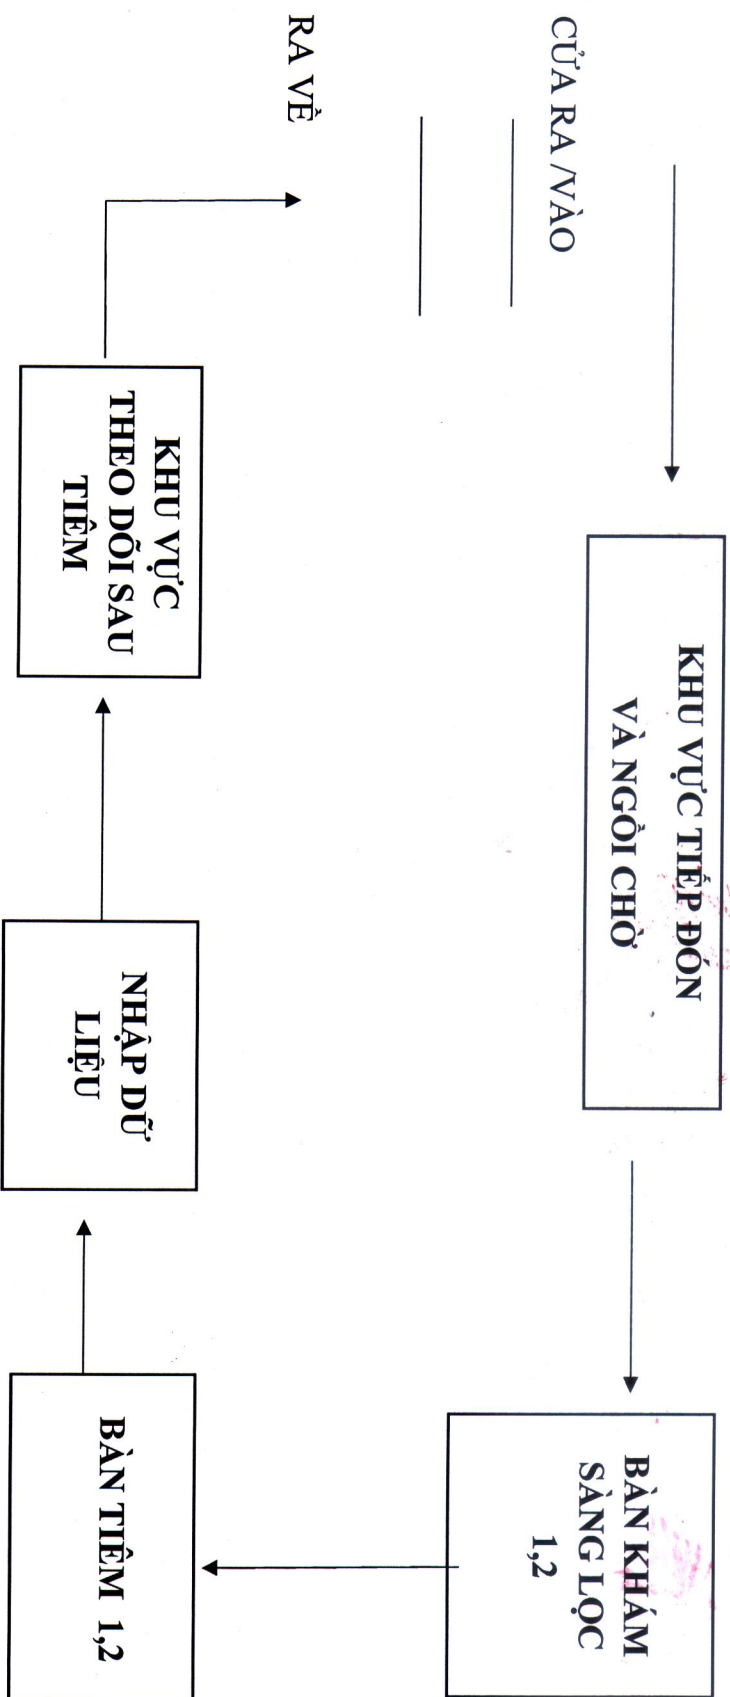 CỬA RA /VÀO
RA VỀ
KHU VỰC TIẾP ĐÓN
VÀ NGỒI CHỜ
BÀN KHÁM
SÀNG LỌC
1,2
BÀN TIÊM 1,2
NHẬP DỮ
LIỆU
KHU VỰC
THEO DÕI SAU
TIÊM